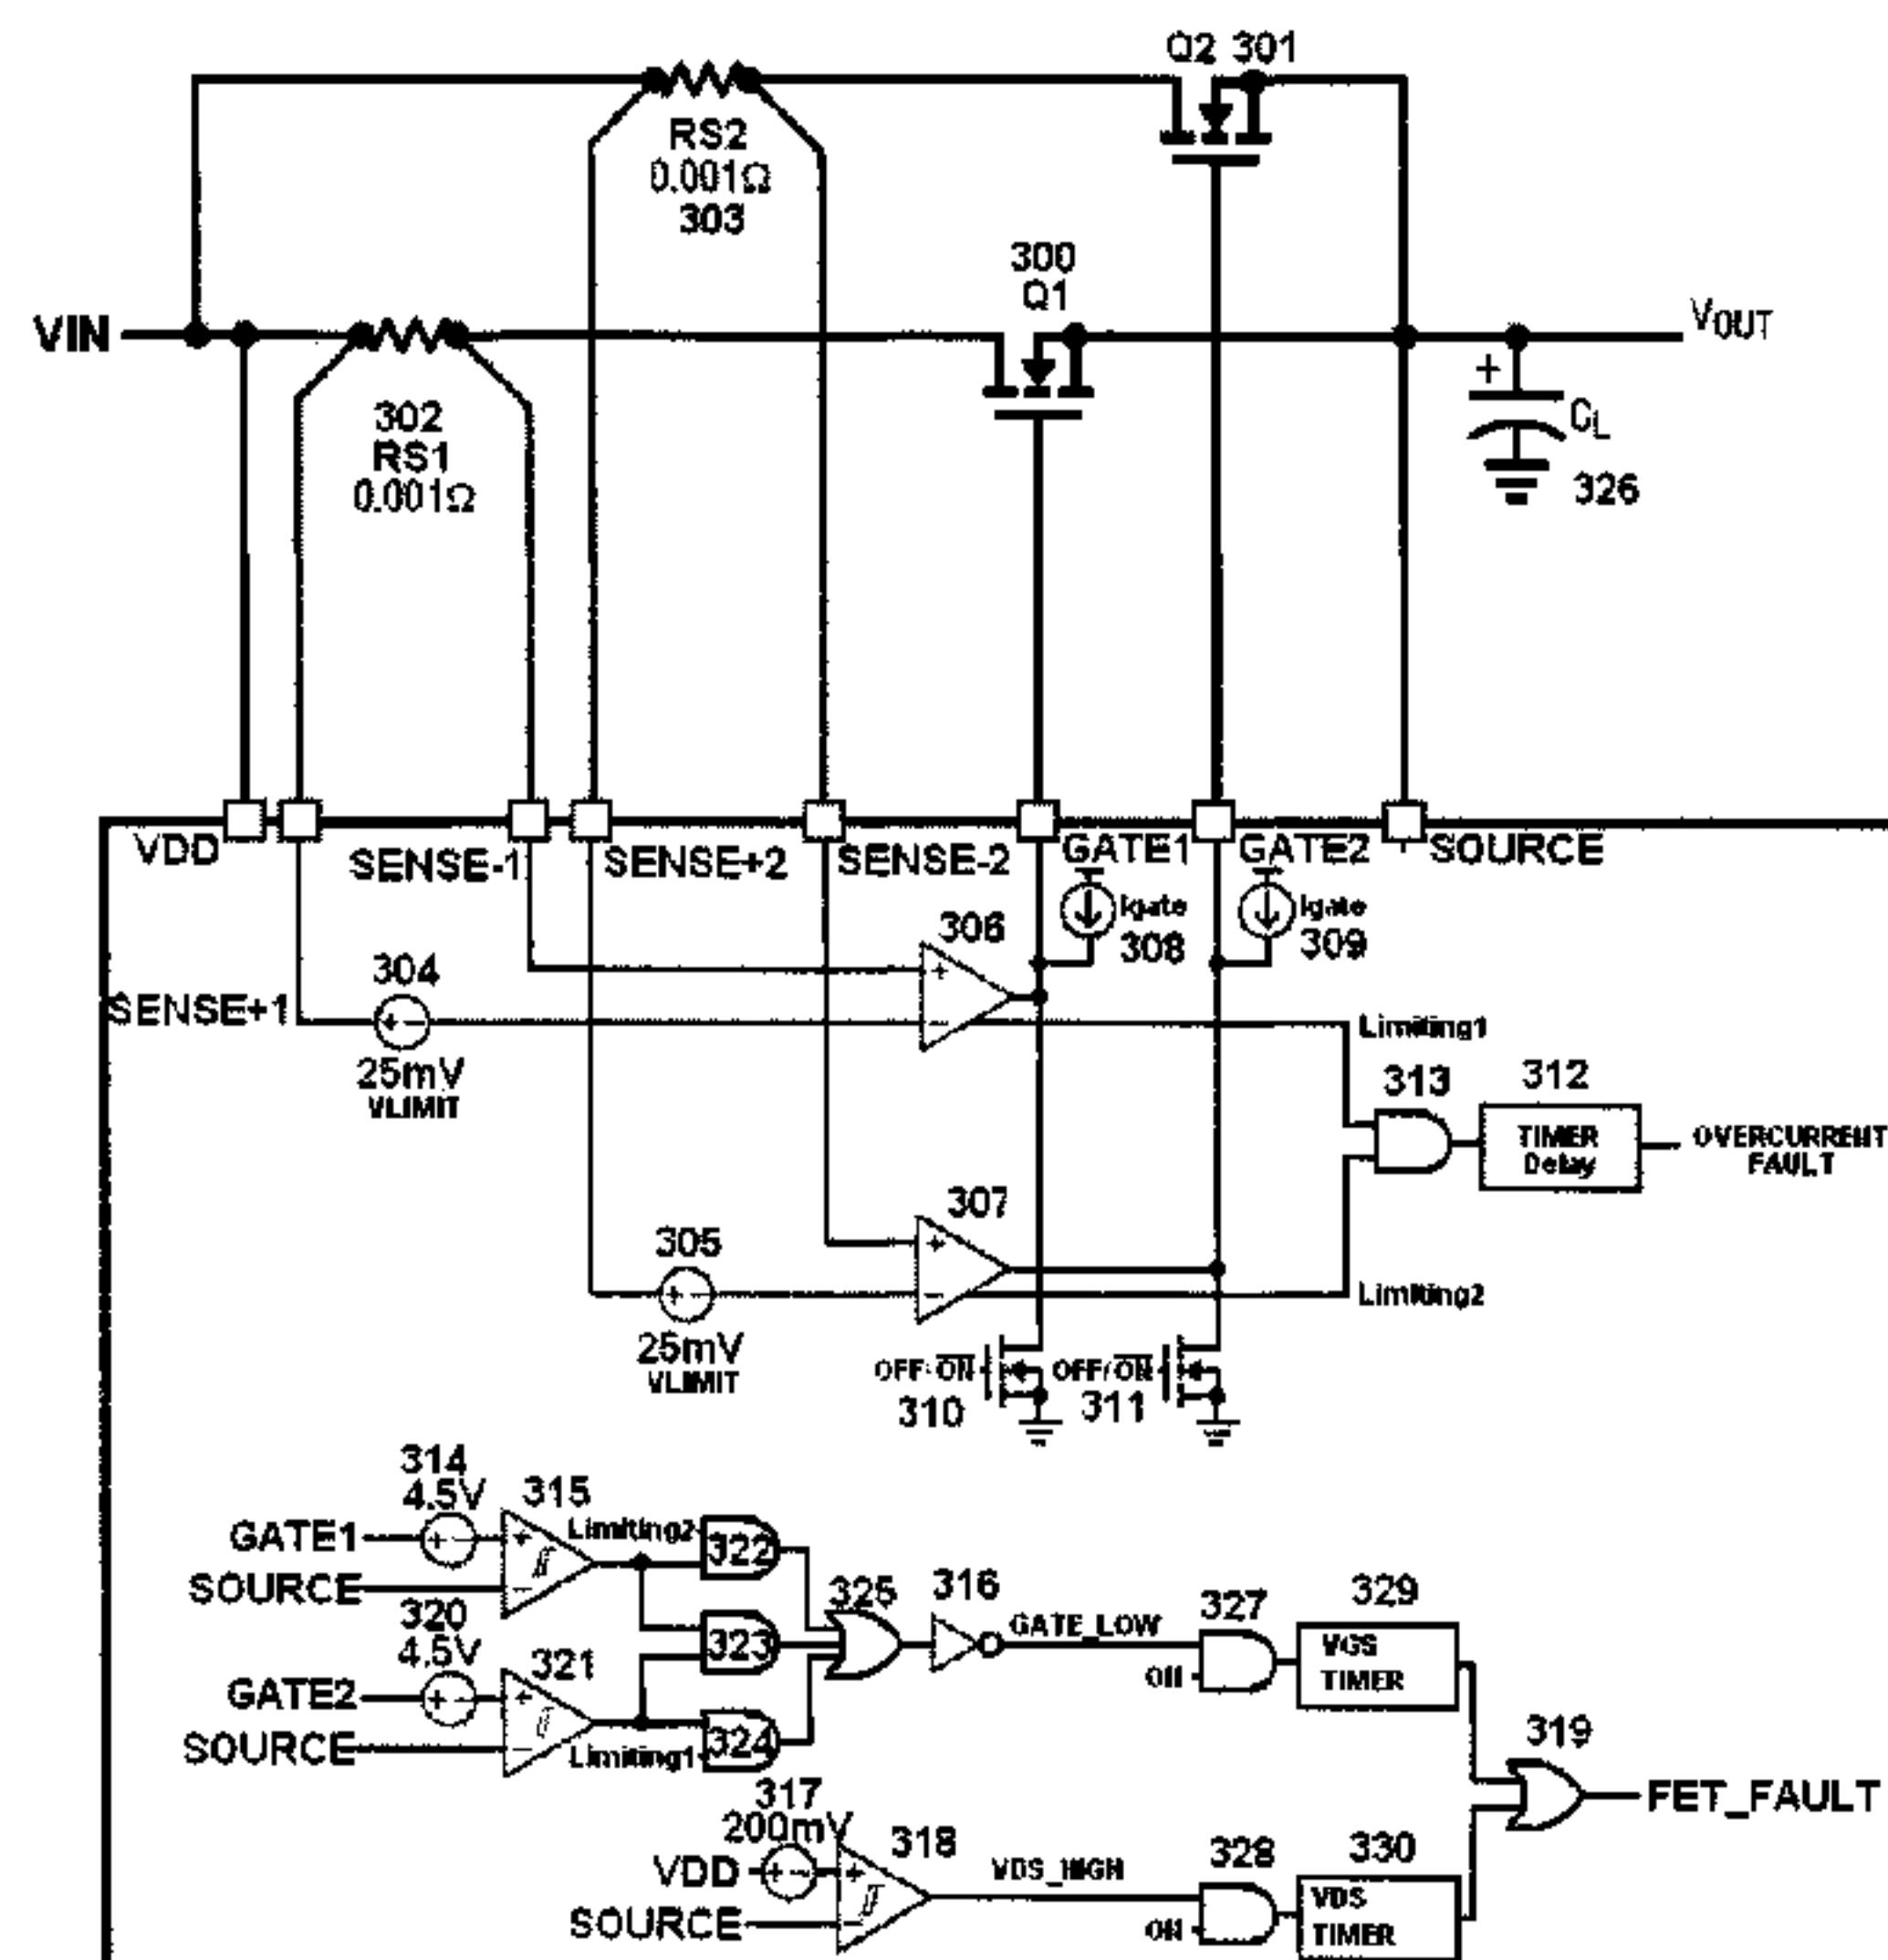 Q2 301
RS2
0.001Ω
303
300
Q1
VIN
VOUT
+
CL
326
302
RS1
0.001Ω
VDD
SENSE-1
SENSE+2
SENSE-2
GATE1
GATE2
SOURCE
Igate
308
Igate
309
306
+
−
304
+ −
SENSE+1
25mV
VLIMIT
Limiting1
313
312
TIMER
Delay
OVERCURRENT
FAULT
307
+
−
305
+ −
25mV
VLIMIT
Limiting2
OFF/ON
310
OFF/ON
311
314
4.5V
315
GATE1
+ −
+
−
SOURCE
Limiting2
322
320
4.5V
321
GATE2
+ −
+
−
SOURCE
323
Limiting1
324
325
316
GATE_LOW
327
ON
329
VGS
TIMER
319
FET_FAULT
317
200mV
318
VDD
+ −
+
−
SOURCE
VDS_HIGH
328
ON
330
VDS
TIMER